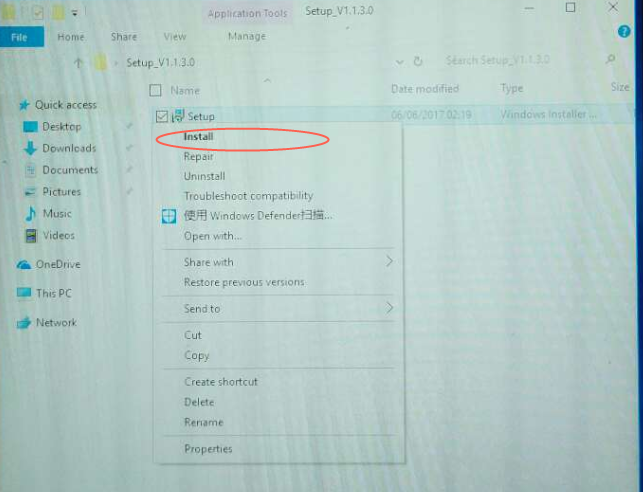 Application Tools Setup_V1.1.3.0
File Home Share View Manage
Setup_V1.1.3.0 Search Setup_V1.1.3.0
Name Date modified Type Size
Quick access
Desktop
Downloads
Documents
Pictures
Music
Videos
OneDrive
This PC
Network
Setup 06/06/2017 02:19 Windows Installer ...
Install
Repair
Uninstall
Troubleshoot compatibility
使用 Windows Defender扫描...
Open with...
Share with
Restore previous versions
Send to
Cut
Copy
Create shortcut
Delete
Rename
Properties